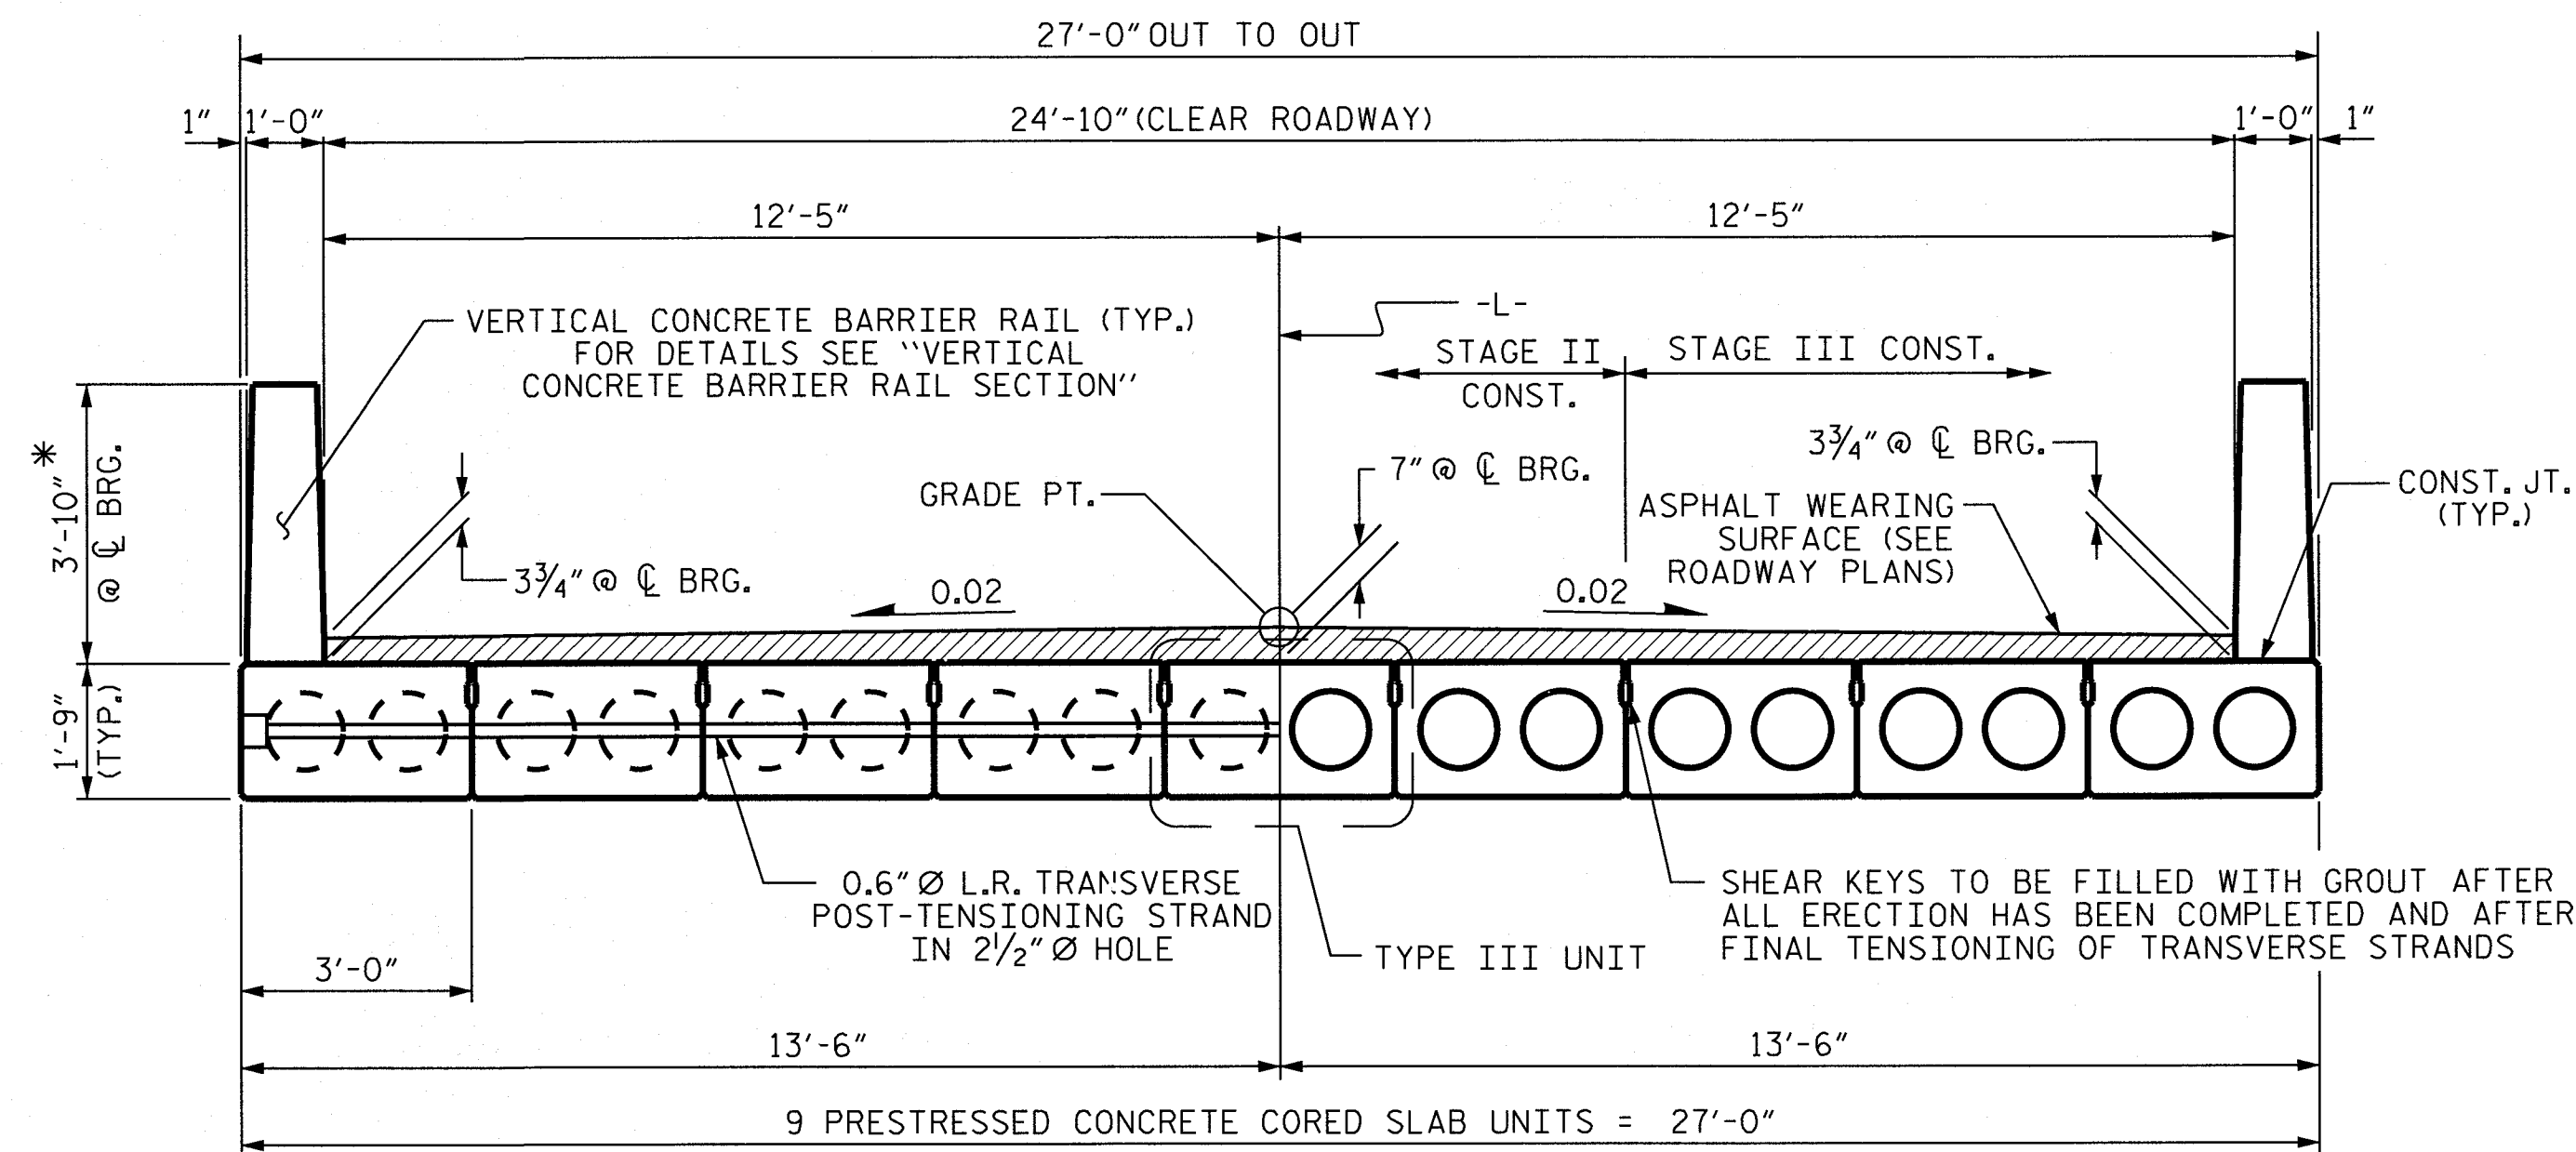 27'-0" OUT TO OUT
1" 1'-0" 24'-10" (CLEAR ROADWAY) 1'-0" 1"
12'-5" 12'-5"
VERTICAL CONCRETE BARRIER RAIL (TYP.)
FOR DETAILS SEE "VERTICAL
CONCRETE BARRIER RAIL SECTION"
-L-
STAGE II
CONST.
STAGE III CONST.
3'-10" *
@ ℄ BRG.
GRADE PT.
7" @ ℄ BRG.
3¾" @ ℄ BRG.
CONST. JT.
(TYP.)
ASPHALT WEARING
SURFACE (SEE
ROADWAY PLANS)
3¾" @ ℄ BRG.
0.02
0.02
1'-9"
(TYP.)
0.6" Ø L.R. TRANSVERSE
POST-TENSIONING STRAND
IN 2½" Ø HOLE
SHEAR KEYS TO BE FILLED WITH GROUT AFTER
ALL ERECTION HAS BEEN COMPLETED AND AFTER
FINAL TENSIONING OF TRANSVERSE STRANDS
TYPE III UNIT
3'-0"
13'-6" 13'-6"
9 PRESTRESSED CONCRETE CORED SLAB UNITS = 27'-0"